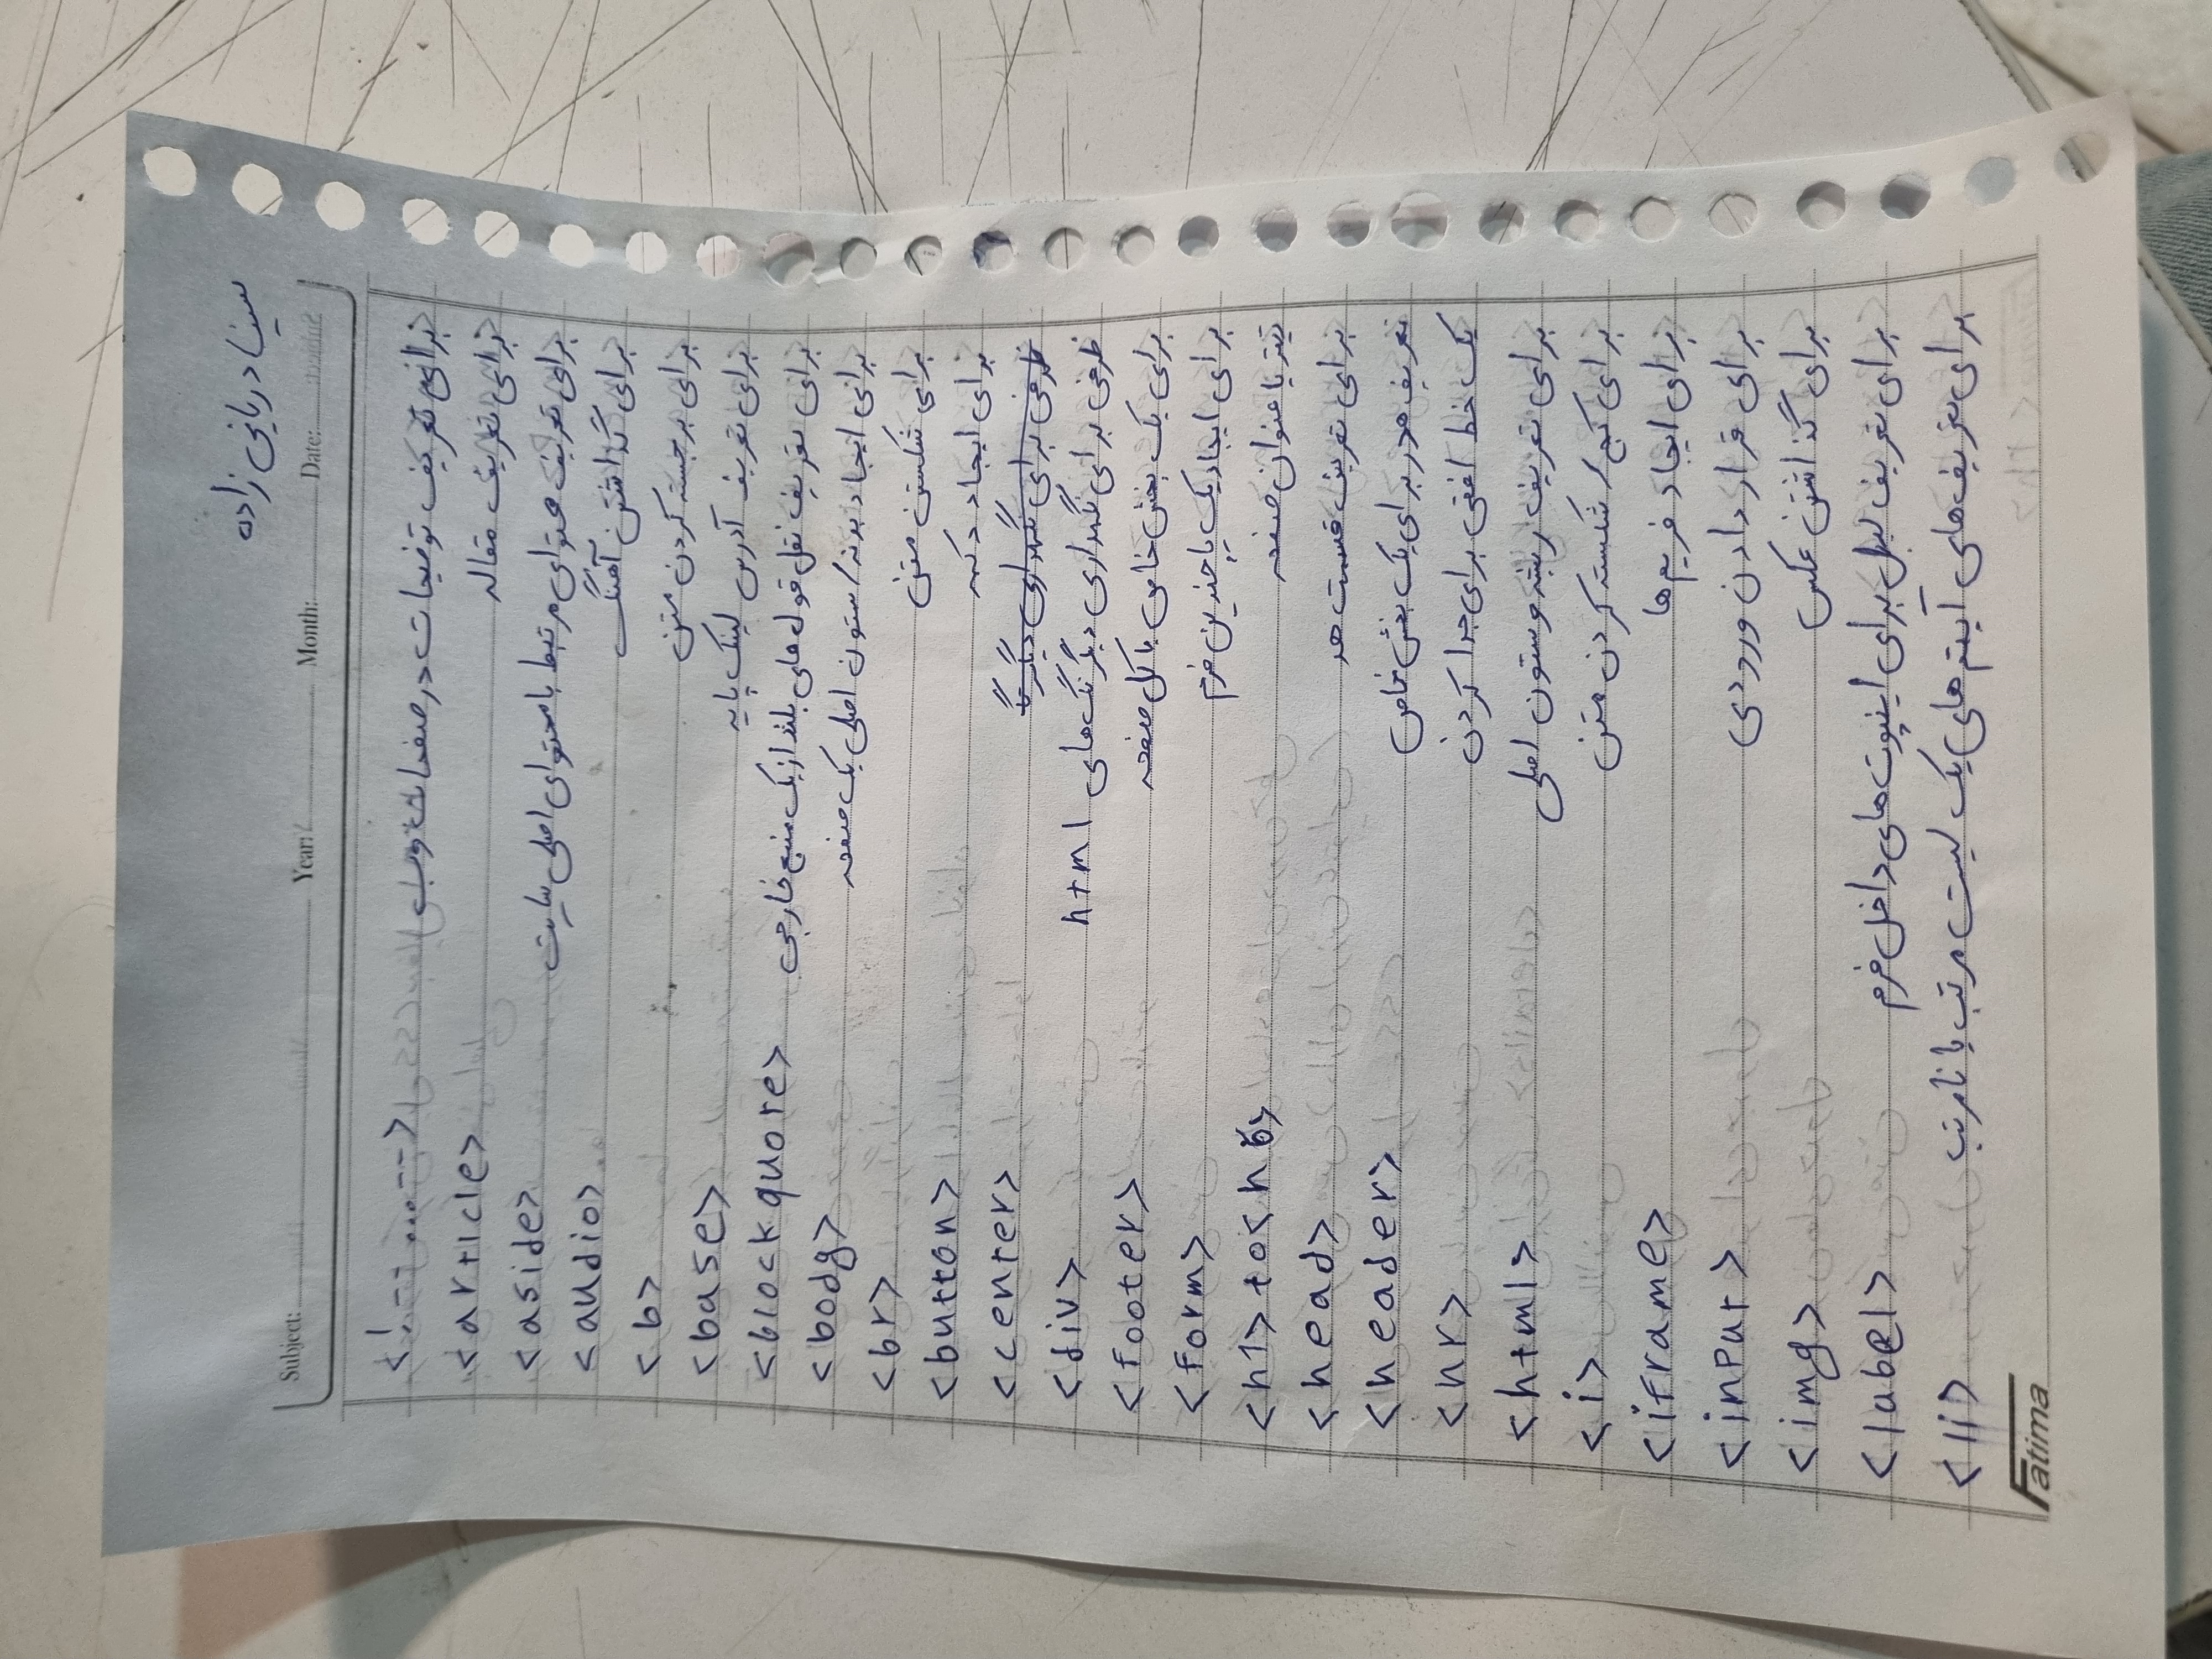 سینا دریایی زاده
Subject: Year: Month: Date:
<!-- ... --> برای تعریف توضیحات در صفحات وب
<article> برای تعریف مقاله
<aside> برای تعریف محتوای مرتبط با محتوای اصلی سایت
<audio> برای گذاشتن آهنگ
<b> برای برجسته کردن متن
<base> برای تعریف آدرس لینک پایه
<blockquote> برای تعریف نقل قول های بلند از یک منبع خارجی
<body> برای ایجاد بدنه/ستون اصلی یک صفحه
<br> برای شکستن متن
<button> برای ایجاد دکمه
<center> ظرفی برای نگهداری دیگر تگ
<div> ظرفی برای نگهداری دیگر تگ های html
<footer> برای یک بخش خاص یا کل صفحه
<form> برای ایجاد یک یا چندین فرم
<h1> to <h6> تیتر یا عنوان صفحه
<head> برای تعریف قسمت هد
<header> تعریف هدر برای یک بخش خاص
<hr> یک خط افقی برای جدا کردن
<html> برای تعریف ریشه و ستون اصلی
<i> برای کج/شکسته کردن متن
<iframe> برای ایجاد فریم ها
<input> برای قرار دادن ورودی
<img> برای گذاشتن عکس
<label> برای تعریف لیبل برای اینپوت های داخل فرم
<li> برای تعریف های آیتم های یک لیست مرتب یا نامرتب
Fatima